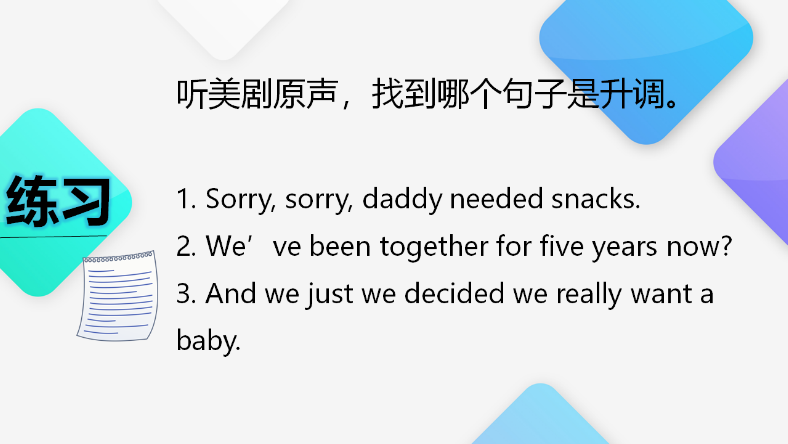 听美剧原声，找到哪个句子是升调。
练习
1. Sorry, sorry, daddy needed snacks.
2. We’ve been together for five years now?
3. And we just we decided we really want a
baby.